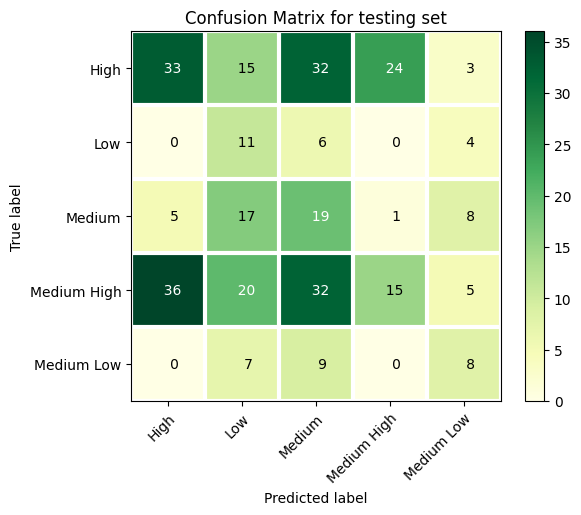 Confusion Matrix for testing set
True label
High 33 15 32 24 3
Low 0 11 6 0 4
Medium 5 17 19 1 8
Medium High 36 20 32 15 5
Medium Low 0 7 9 0 8
High Low Medium Medium High Medium Low
Predicted label
35
30
25
20
15
10
5
0